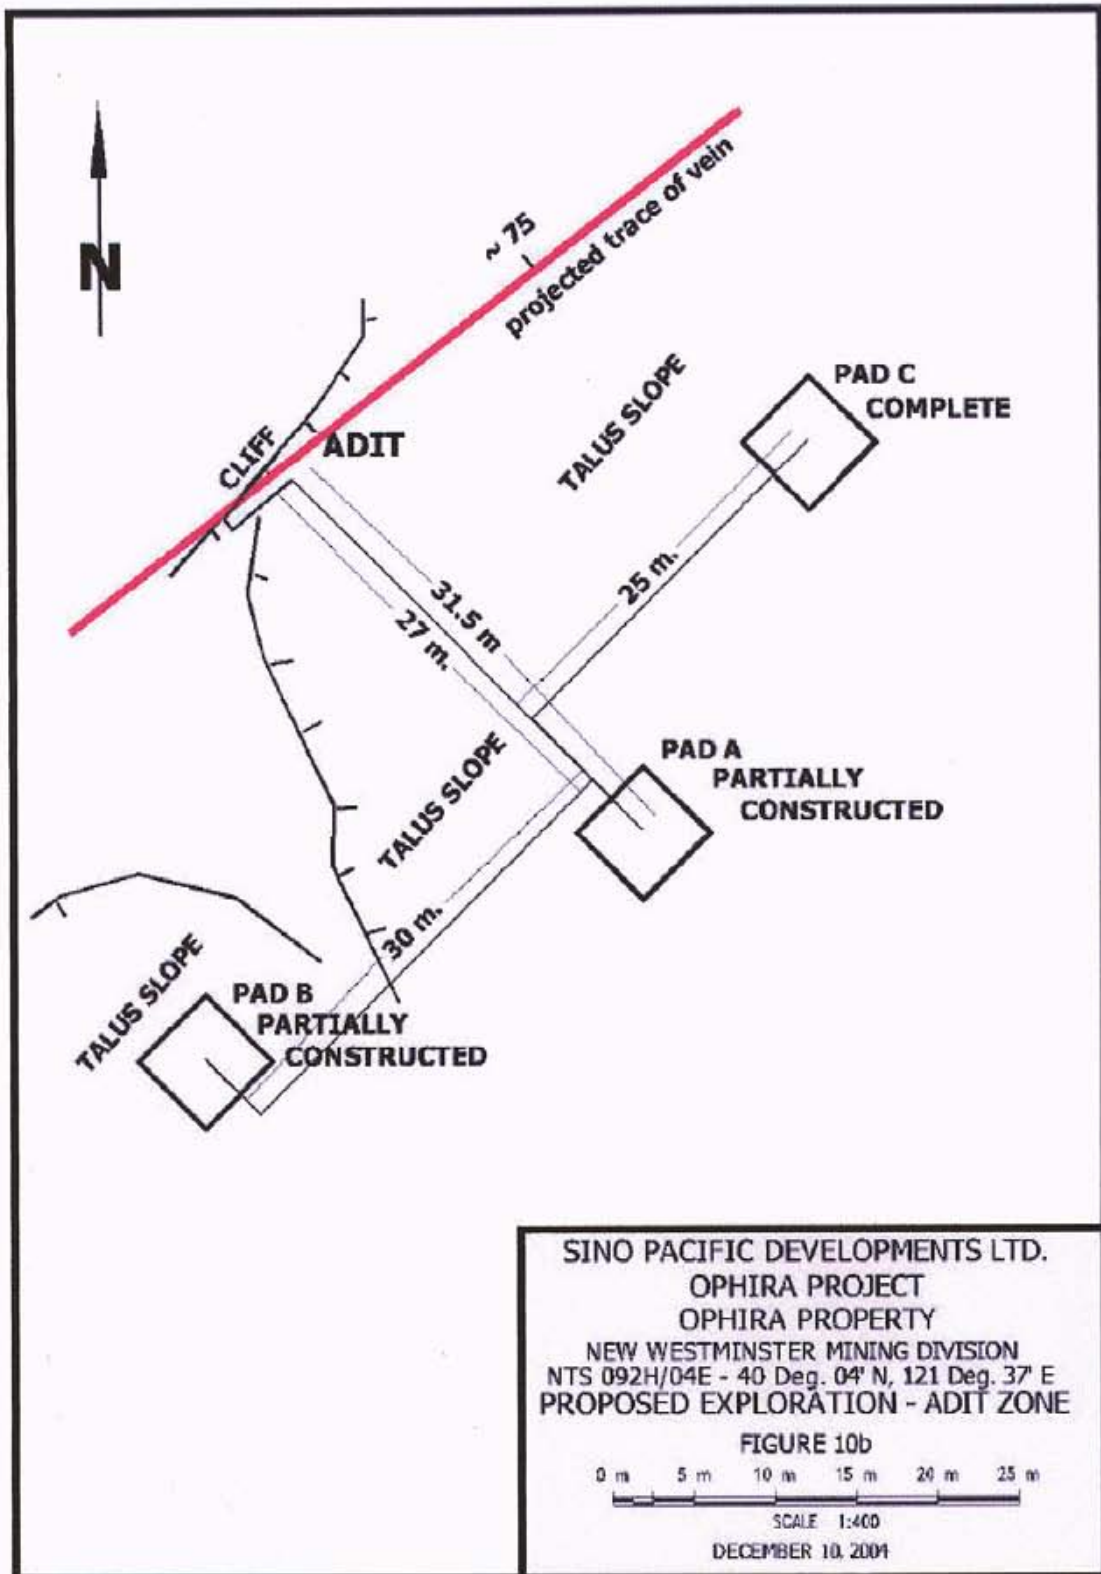 N
~ 75
projected trace of vein
CLIFF
ADIT
TALUS SLOPE
PAD C
COMPLETE
25 m.
31.5 m
27 m.
TALUS SLOPE
PAD A
PARTIALLY
CONSTRUCTED
30 m.
TALUS SLOPE
PAD B
PARTIALLY
CONSTRUCTED
SINO PACIFIC DEVELOPMENTS LTD.
OPHIRA PROJECT
OPHIRA PROPERTY
NEW WESTMINSTER MINING DIVISION
NTS 092H/04E - 40 Deg. 04' N, 121 Deg. 37' E
PROPOSED EXPLORATION - ADIT ZONE
FIGURE 10b
0 m 5 m 10 m 15 m 20 m 25 m
SCALE 1:400
DECEMBER 10, 2004